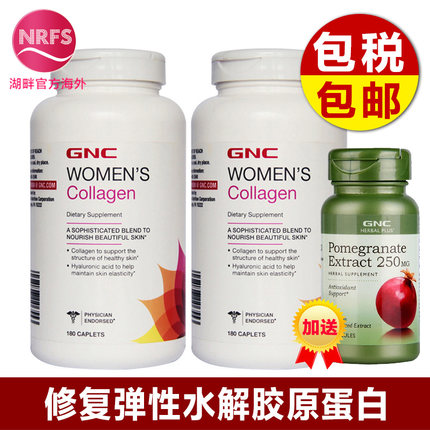 NRFS
湖畔官方海外
包税
包邮
GNC
WOMEN'S
Collagen
Dietary Supplement
A SOPHISTICATED BLEND TO
NOURISH BEAUTIFUL SKIN*
• Collagen to support the
structure of healthy skin*
• Hyaluronic acid to help
maintain skin elasticity*
PHYSICIAN
ENDORSED*
180 CAPLETS
GNC
WOMEN'S
Collagen
Dietary Supplement
A SOPHISTICATED BLEND TO
NOURISH BEAUTIFUL SKIN*
• Collagen to support the
structure of healthy skin*
• Hyaluronic acid to help
maintain skin elasticity*
PHYSICIAN
ENDORSED*
180 CAPLETS
GNC
HERBAL PLUS
Pomegranate
Extract 250MG
HERBAL SUPPLEMENT
Antioxidant
Support*
加送
修复弹性水解胶原蛋白